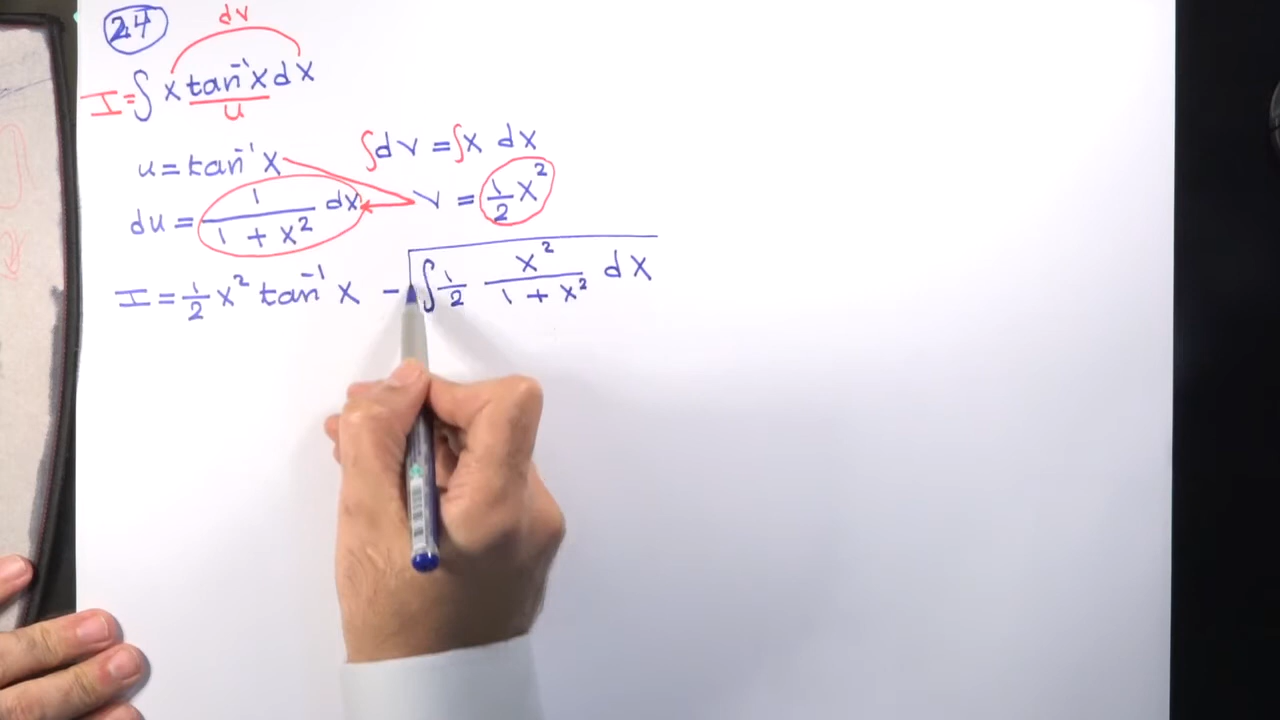 24
dv
I = ∫ x tan⁻¹x dx
u
u = tan⁻¹ x ∫dv = ∫x dx
du = 1/(1 + x²) dx v = 1/2 x²
I = 1/2 x² tan⁻¹ x - ∫ 1/2 x²/(1 + x²) dx